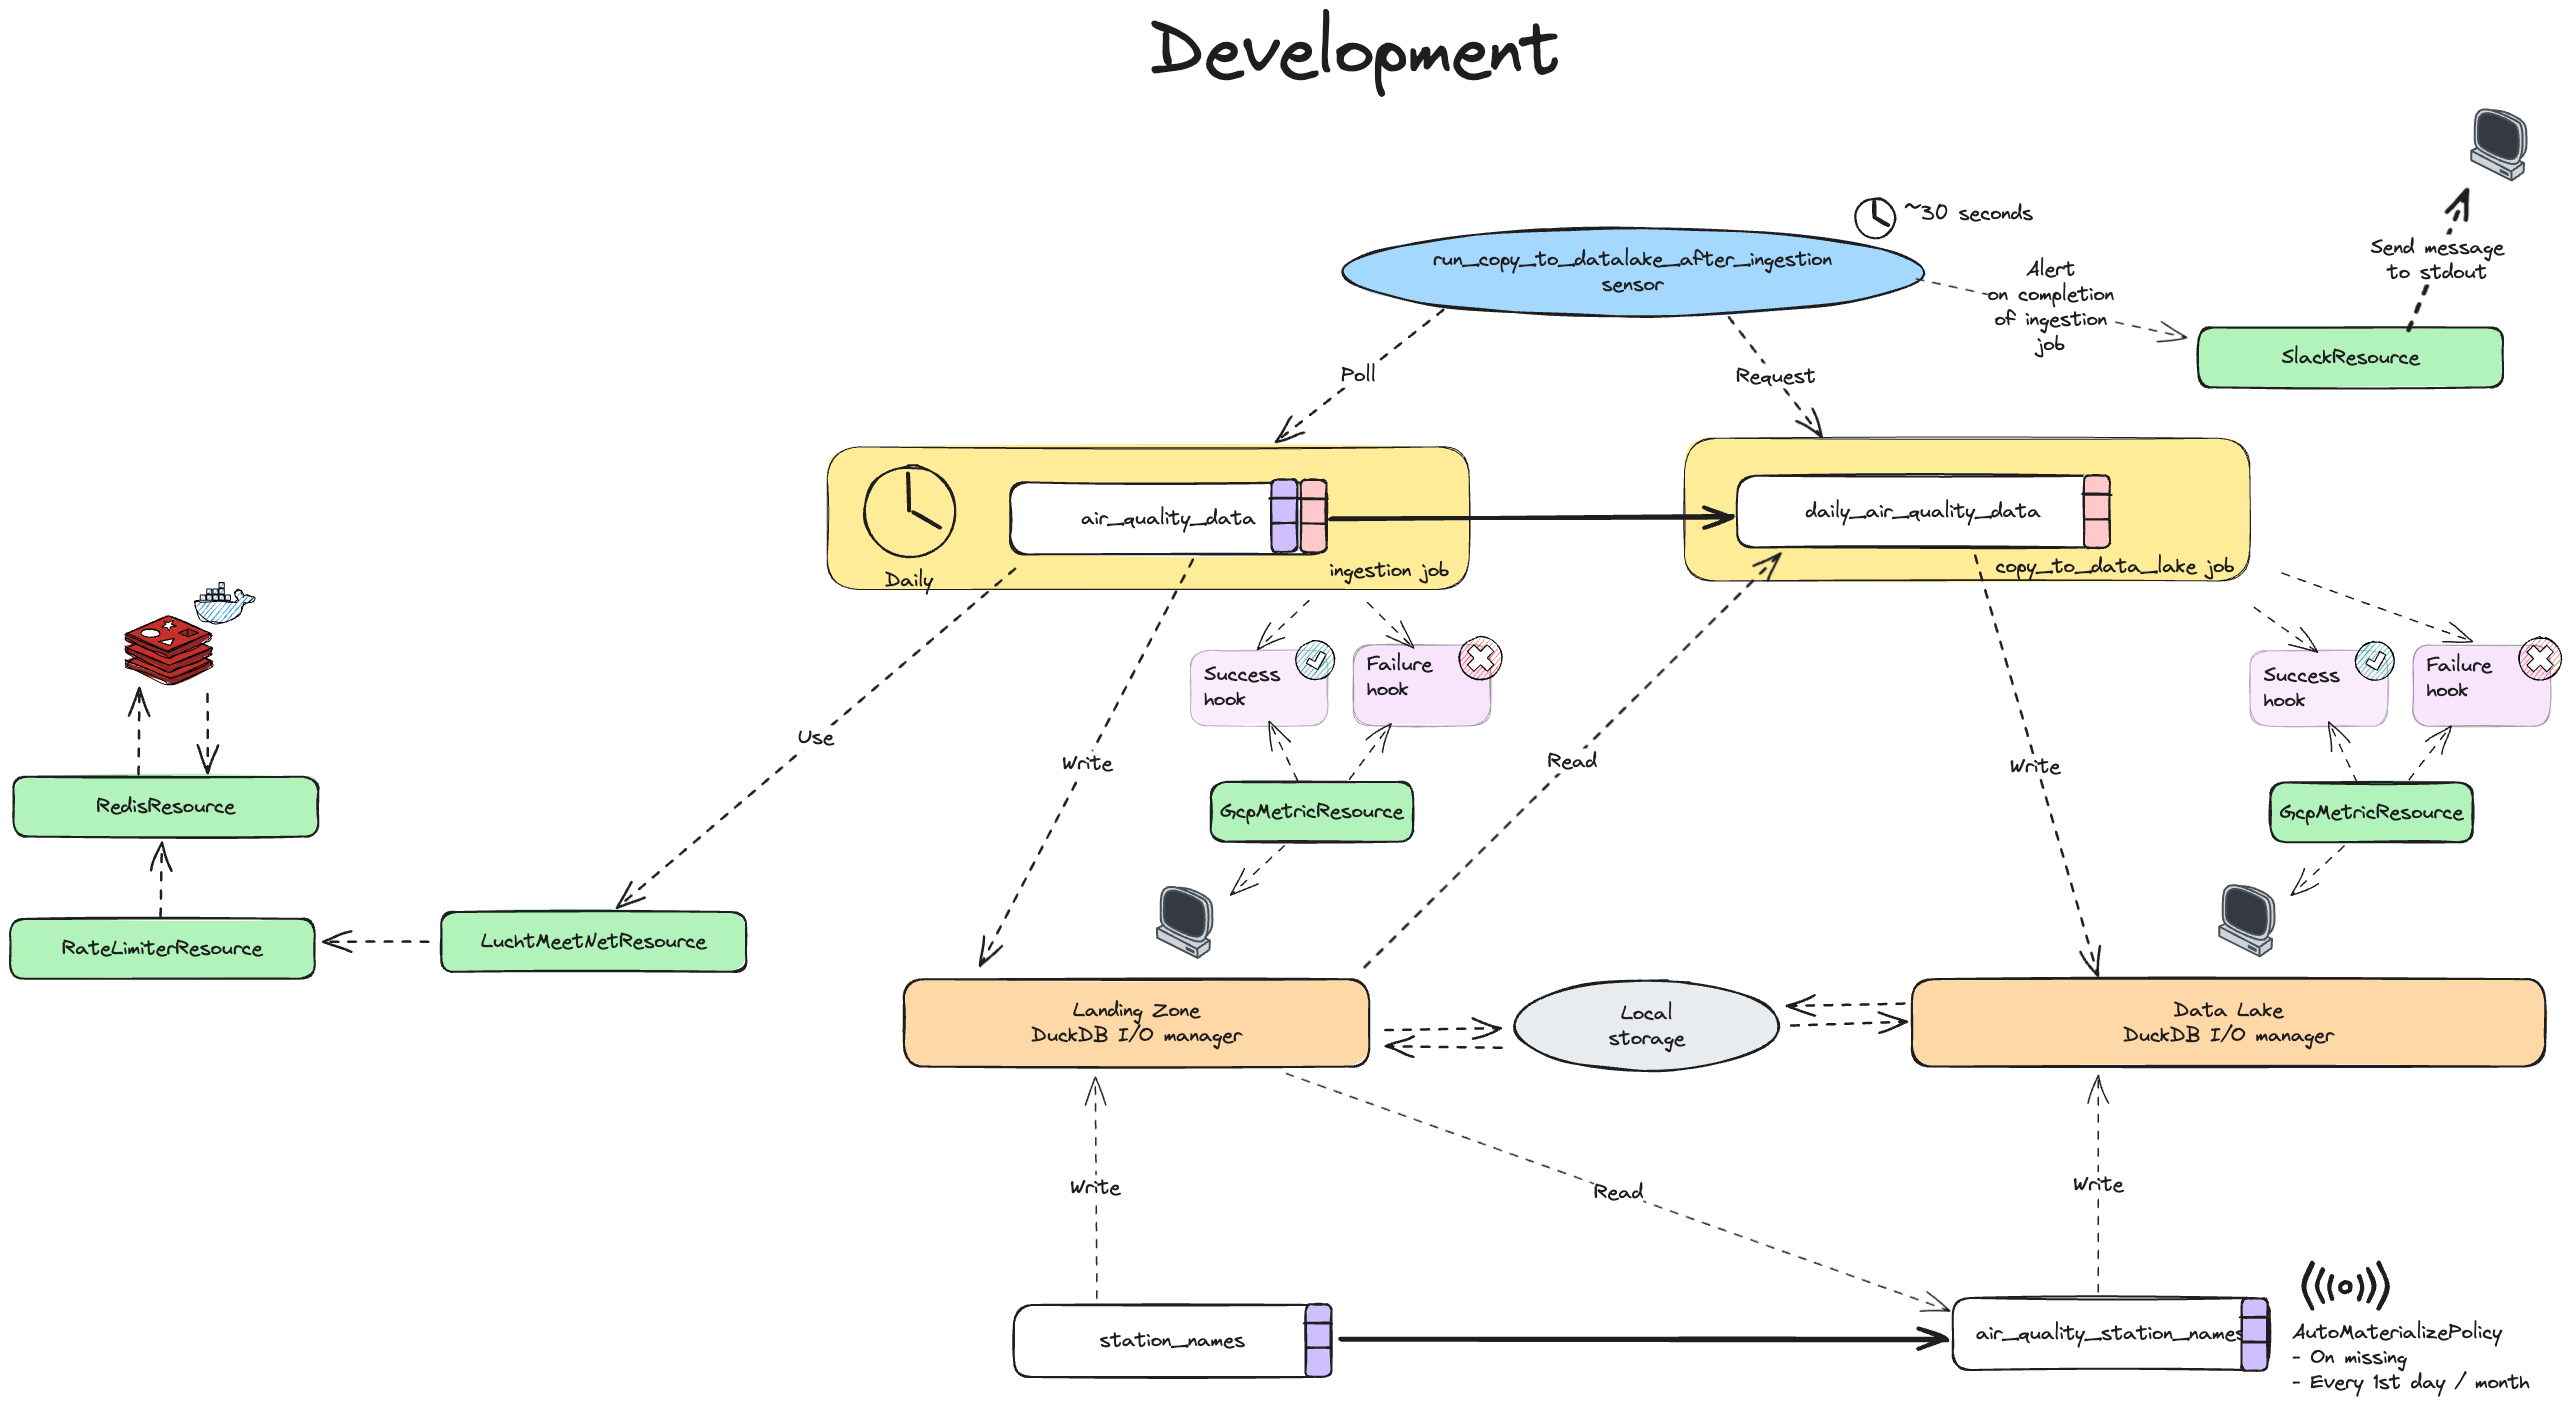 Development
~30 seconds
run_copy_to_datalake_after_ingestion
sensor
Alert
on completion
of ingestion
job
Send message
to stdout
SlackResource
Poll
Request
air_quality_data
Daily
ingestion job
daily_air_quality_data
copy_to_data_lake job
Success
hook
Failure
hook
Success
hook
Failure
hook
Use
Write
Read
Write
RedisResource
GcpMetricResource
GcpMetricResource
RateLimiterResource
LuchtMeetNetResource
Landing Zone
DuckDB I/O manager
Local
storage
Data Lake
DuckDB I/O manager
Write
Read
Write
station_names
air_quality_station_names
AutoMaterializePolicy
- On missing
- Every 1st day / month